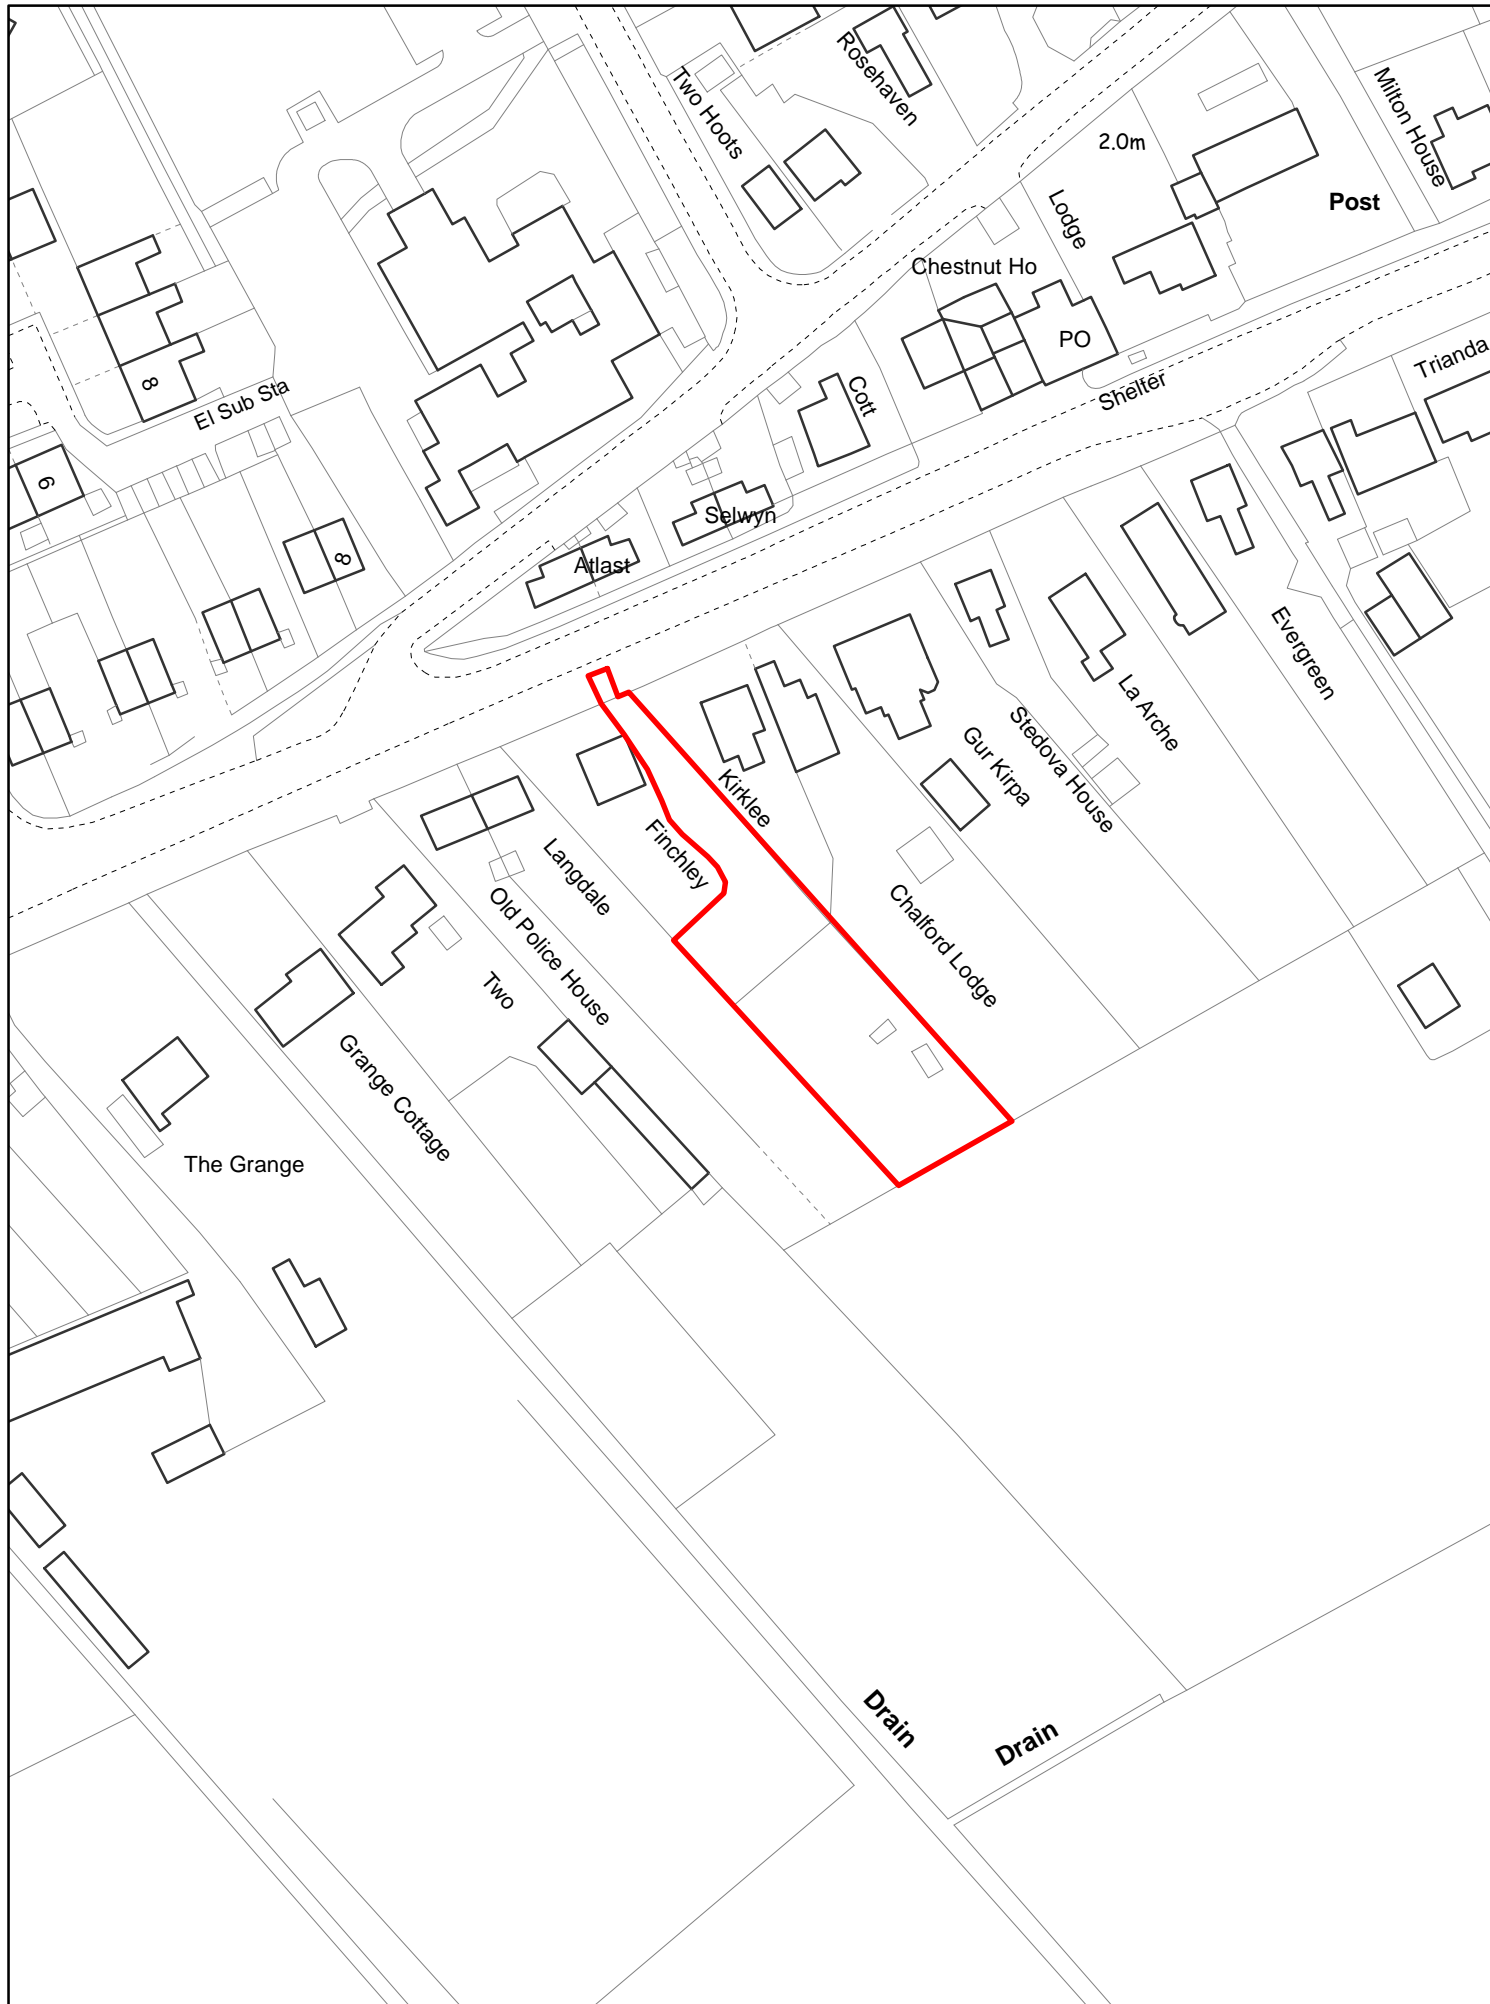 Rosehaven
Two Hoots
Milton House
2.0m
Post
Lodge
Chestnut Ho
PO
Shelter
Trianda
8
El Sub Sta
Cott
6
Selwyn
8
Atlast
Evergreen
La Arche
Stedova House
Gur Kirpa
Kirklee
Finchley
Langdale
Chalford Lodge
Old Police House
Two
Grange Cottage
The Grange
Drain
Drain